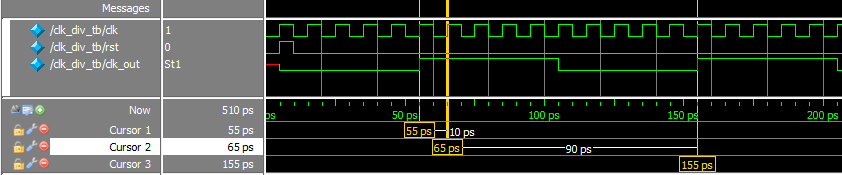 Messages
/clk_div_tb/clk 1
/clk_div_tb/rst 0
/clk_div_tb/clk_out St1
Now 510 ps ps 50 ps 100 ps 150 ps 200 ps
Cursor 1 55 ps 55 ps 10 ps
Cursor 2 65 ps 65 ps 90 ps
Cursor 3 155 ps 155 ps